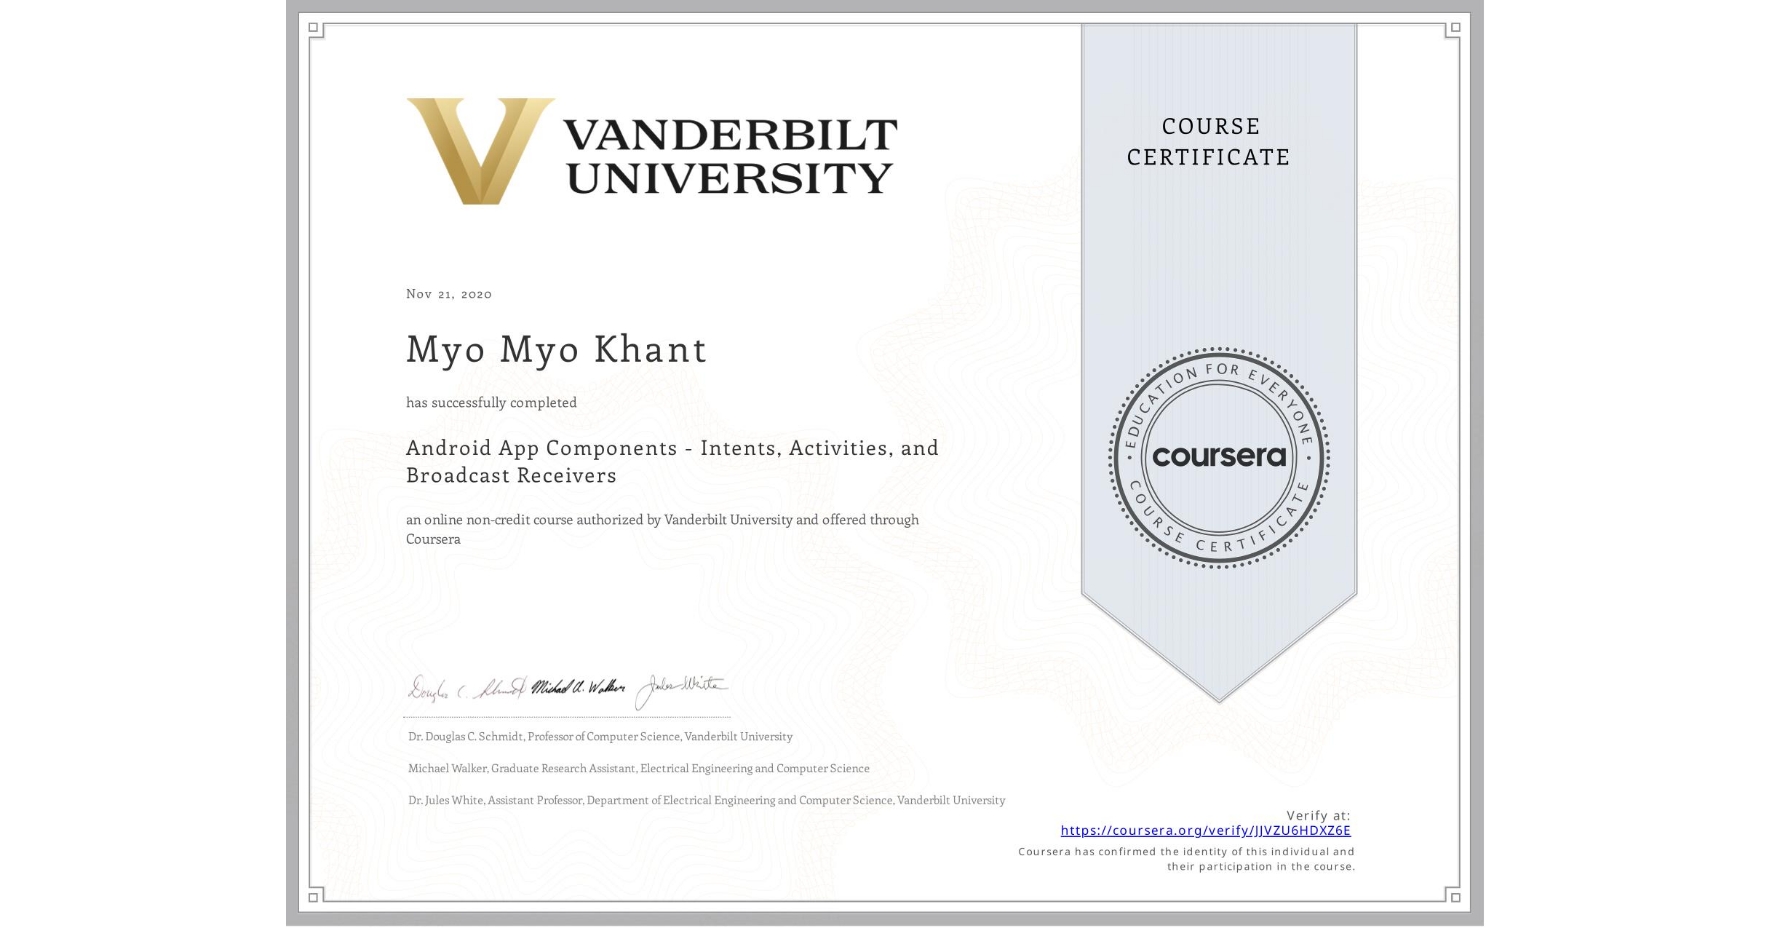 VANDERBILT
UNIVERSITY
COURSE
CERTIFICATE
Nov 21, 2020
Myo Myo Khant
has successfully completed
Android App Components - Intents, Activities, and
Broadcast Receivers
an online non-credit course authorized by Vanderbilt University and offered through
Coursera
EDUCATION FOR EVERYONE
coursera
COURSE CERTIFICATE
Douglas C. Schmidt Michael A. Walker Jules White
Dr. Douglas C. Schmidt, Professor of Computer Science, Vanderbilt University
Michael Walker, Graduate Research Assistant, Electrical Engineering and Computer Science
Dr. Jules White, Assistant Professor, Department of Electrical Engineering and Computer Science, Vanderbilt University
Verify at:
https://coursera.org/verify/JJVZU6HDXZ6E
Coursera has confirmed the identity of this individual and
their participation in the course.